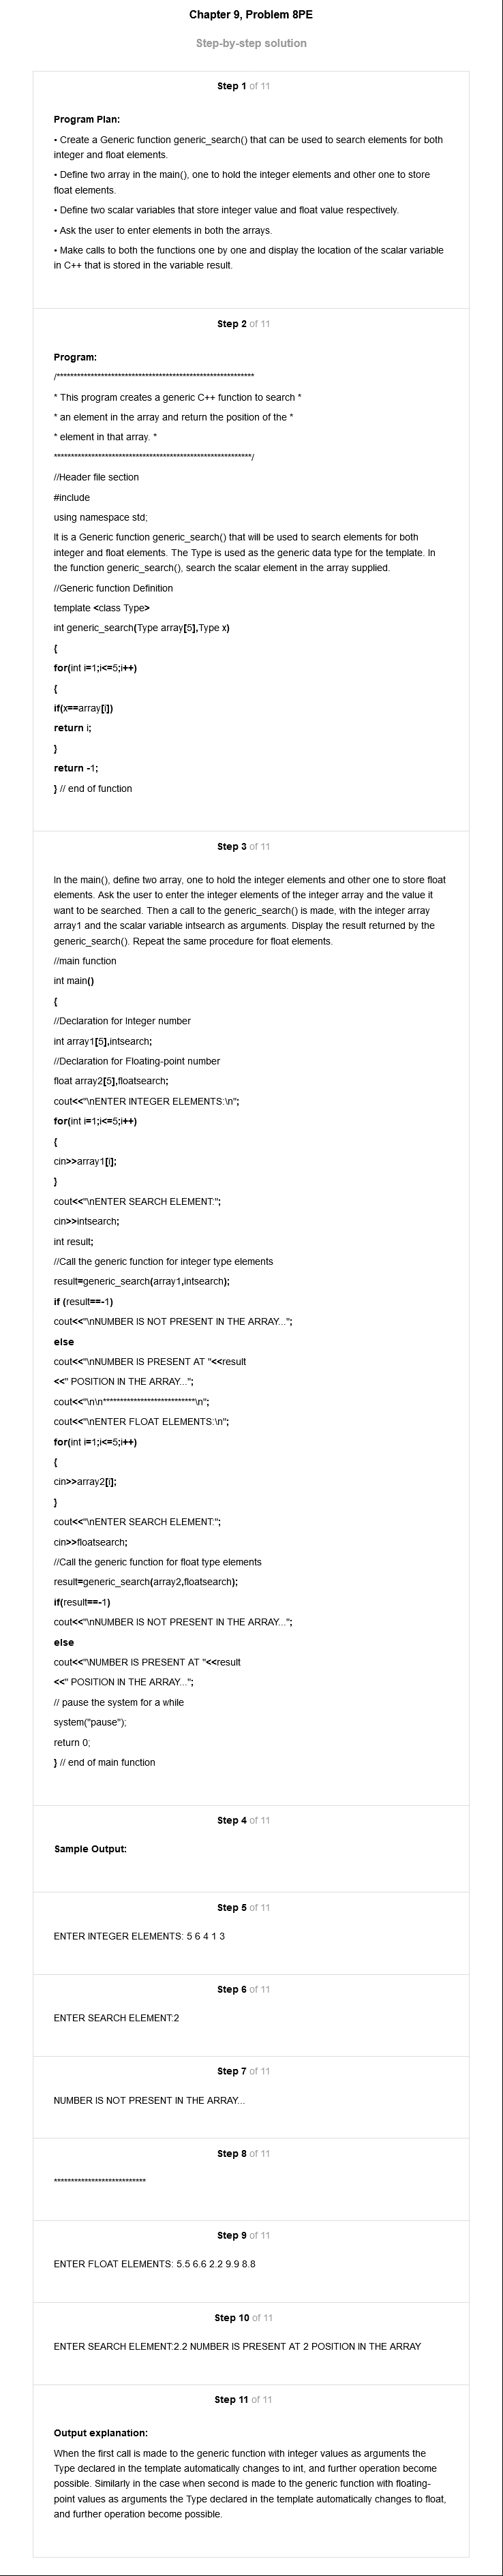 Chapter 9, Problem 8PE
Step-by-step solution
Step 1 of 11
Program Plan:
• Create a Generic function generic_search() that can be used to search elements for both
integer and float elements.
• Define two array in the main(), one to hold the integer elements and other one to store
float elements.
• Define two scalar variables that store integer value and float value respectively.
• Ask the user to enter elements in both the arrays.
• Make calls to both the functions one by one and display the location of the scalar variable
in C++ that is stored in the variable result.
Step 2 of 11
Program:
/**********************************************************
* This program creates a generic C++ function to search *
* an element in the array and return the position of the *
* element in that array. *
**********************************************************/
//Header file section
#include
using namespace std;
It is a Generic function generic_search() that will be used to search elements for both
integer and float elements. The Type is used as the generic data type for the template. In
the function generic_search(), search the scalar element in the array supplied.
//Generic function Definition
template <class Type>
int generic_search(Type array[5],Type x)
{
for(int i=1;i<=5;i++)
{
if(x==array[i])
return i;
}
return -1;
} // end of function
Step 3 of 11
In the main(), define two array, one to hold the integer elements and other one to store float
elements. Ask the user to enter the integer elements of the integer array and the value it
want to be searched. Then a call to the generic_search() is made, with the integer array
array1 and the scalar variable intsearch as arguments. Display the result returned by the
generic_search(). Repeat the same procedure for float elements.
//main function
int main()
{
//Declaration for Integer number
int array1[5],intsearch;
//Declaration for Floating-point number
float array2[5],floatsearch;
cout<<"\nENTER INTEGER ELEMENTS:\n";
for(int i=1;i<=5;i++)
{
cin>>array1[i];
}
cout<<"\nENTER SEARCH ELEMENT:";
cin>>intsearch;
int result;
//Call the generic function for integer type elements
result=generic_search(array1,intsearch);
if (result==-1)
cout<<"\nNUMBER IS NOT PRESENT IN THE ARRAY...";
else
cout<<"\nNUMBER IS PRESENT AT "<<result
<<" POSITION IN THE ARRAY...";
cout<<"\n\n***************************\n";
cout<<"\nENTER FLOAT ELEMENTS:\n";
for(int i=1;i<=5;i++)
{
cin>>array2[i];
}
cout<<"\nENTER SEARCH ELEMENT:";
cin>>floatsearch;
//Call the generic function for float type elements
result=generic_search(array2,floatsearch);
if(result==-1)
cout<<"\nNUMBER IS NOT PRESENT IN THE ARRAY...";
else
cout<<"\NUMBER IS PRESENT AT "<<result
<<" POSITION IN THE ARRAY...";
// pause the system for a while
system("pause");
return 0;
} // end of main function
Step 4 of 11
Sample Output:
Step 5 of 11
ENTER INTEGER ELEMENTS: 5 6 4 1 3
Step 6 of 11
ENTER SEARCH ELEMENT:2
Step 7 of 11
NUMBER IS NOT PRESENT IN THE ARRAY...
Step 8 of 11
***************************
Step 9 of 11
ENTER FLOAT ELEMENTS: 5.5 6.6 2.2 9.9 8.8
Step 10 of 11
ENTER SEARCH ELEMENT:2.2 NUMBER IS PRESENT AT 2 POSITION IN THE ARRAY
Step 11 of 11
Output explanation:
When the first call is made to the generic function with integer values as arguments the
Type declared in the template automatically changes to int, and further operation become
possible. Similarly in the case when second is made to the generic function with floating-
point values as arguments the Type declared in the template automatically changes to float,
and further operation become possible.